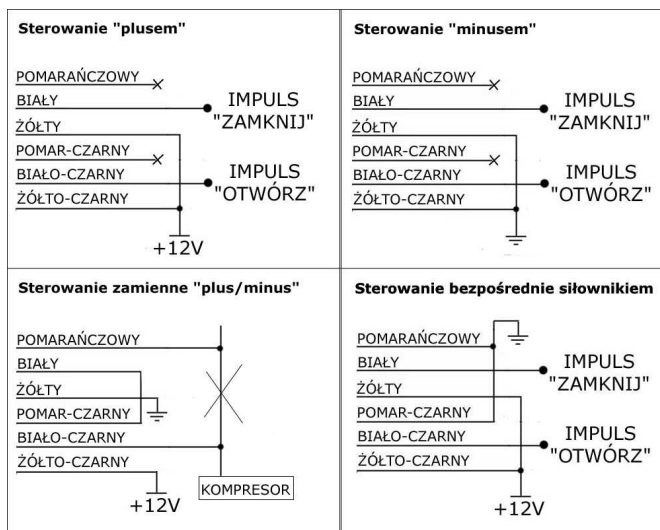 Sterowanie "plusem"
POMARAŃCZOWY
BIAŁY
IMPULS
"ZAMKNIJ"
ŻÓŁTY
POMAR-CZARNY
BIAŁO-CZARNY
IMPULS
"OTWÓRZ"
ŻÓŁTO-CZARNY
+12V
Sterowanie "minusem"
POMARAŃCZOWY
BIAŁY
IMPULS
"ZAMKNIJ"
ŻÓŁTY
POMAR-CZARNY
BIAŁO-CZARNY
IMPULS
"OTWÓRZ"
ŻÓŁTO-CZARNY
Sterowanie zamienne "plus/minus"
POMARAŃCZOWY
BIAŁY
ŻÓŁTY
POMAR-CZARNY
BIAŁO-CZARNY
ŻÓŁTO-CZARNY
KOMPRESOR
+12V
Sterowanie bezpośrednie siłownikiem
POMARAŃCZOWY
BIAŁY
IMPULS
"ZAMKNIJ"
ŻÓŁTY
POMAR-CZARNY
BIAŁO-CZARNY
IMPULS
"OTWÓRZ"
ŻÓŁTO-CZARNY
+12V